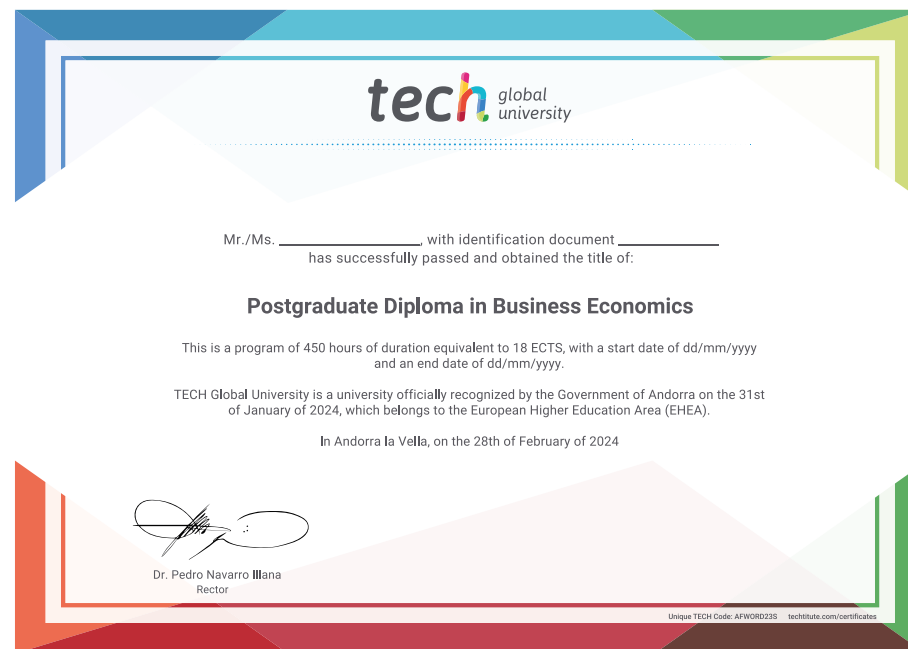 tech global university
Mr./Ms. ____________________, with identification document ______________
has successfully passed and obtained the title of:
Postgraduate Diploma in Business Economics
This is a program of 450 hours of duration equivalent to 18 ECTS, with a start date of dd/mm/yyyy
and an end date of dd/mm/yyyy.
TECH Global University is a university officially recognized by the Government of Andorra on the 31st
of January of 2024, which belongs to the European Higher Education Area (EHEA).
In Andorra la Vella, on the 28th of February of 2024
Dr. Pedro Navarro Illana
Rector
Unique TECH Code: AFWORD23S techtitute.com/certificates